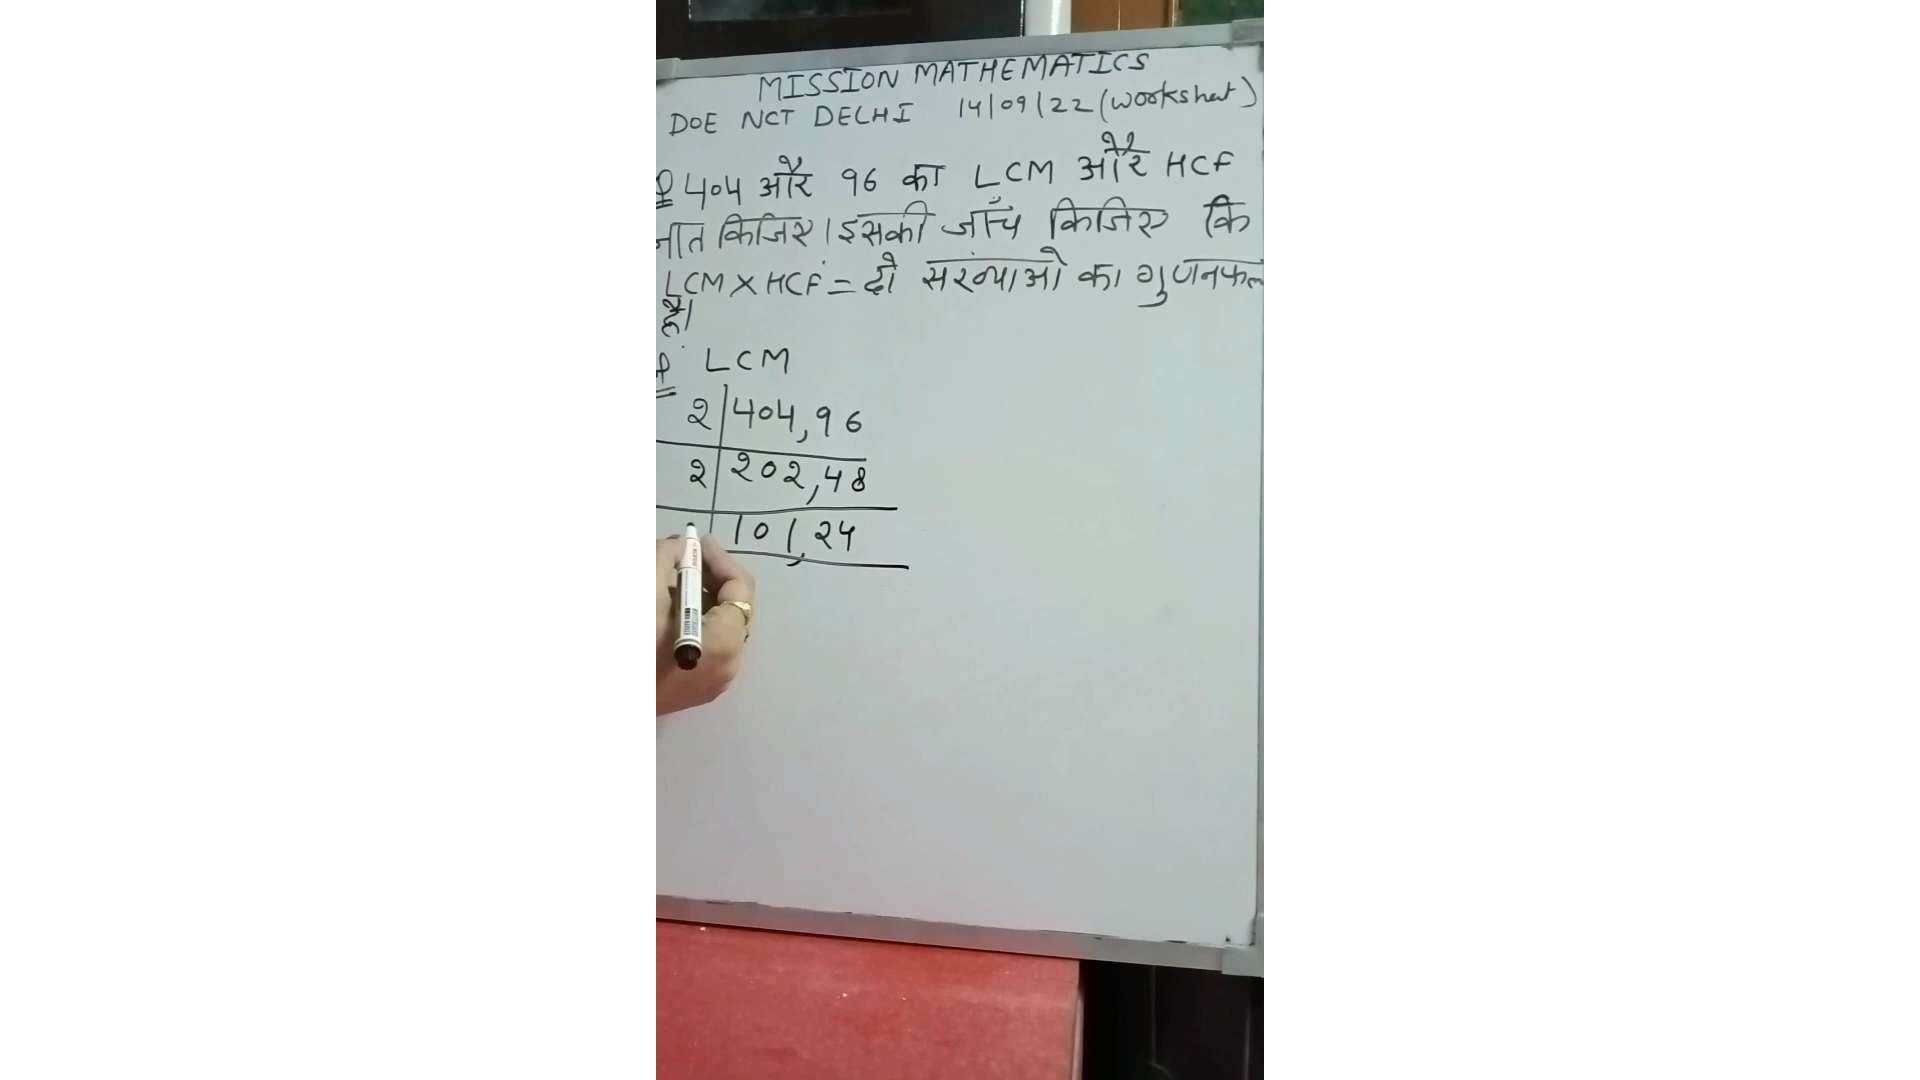 MISSION MATHEMATICS
DOE NCT DELHI 14/09/22 (worksheet)
404 और 96 का LCM और HCF
ज्ञात किजिए। इसकी जाँच किजिए कि
LCM × HCF = दो संख्याओ का गुणनफल
है।
LCM
2 404, 96
2 202, 48
101, 24